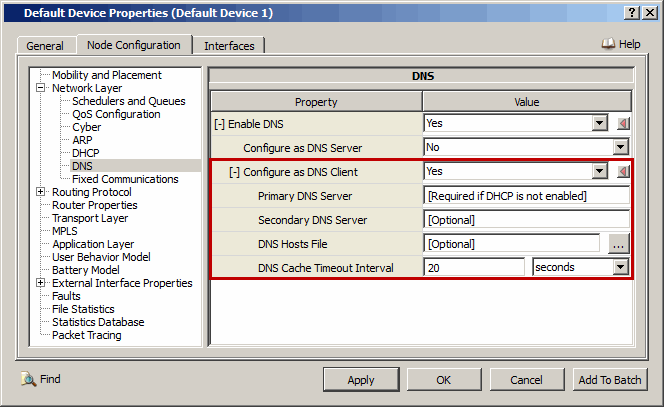 Default Device Properties (Default Device 1)
General
Node Configuration
Interfaces
Help
Mobility and Placement
Network Layer
Schedulers and Queues
QoS Configuration
Cyber
ARP
DHCP
DNS
Fixed Communications
Routing Protocol
Router Properties
Transport Layer
MPLS
Application Layer
User Behavior Model
Battery Model
External Interface Properties
Faults
File Statistics
Statistics Database
Packet Tracing
DNS
Property Value
[-] Enable DNS Yes
Configure as DNS Server No
[-] Configure as DNS Client Yes
Primary DNS Server [Required if DHCP is not enabled]
Secondary DNS Server [Optional]
DNS Hosts File [Optional] ...
DNS Cache Timeout Interval 20 seconds
Find
Apply
OK
Cancel
Add To Batch